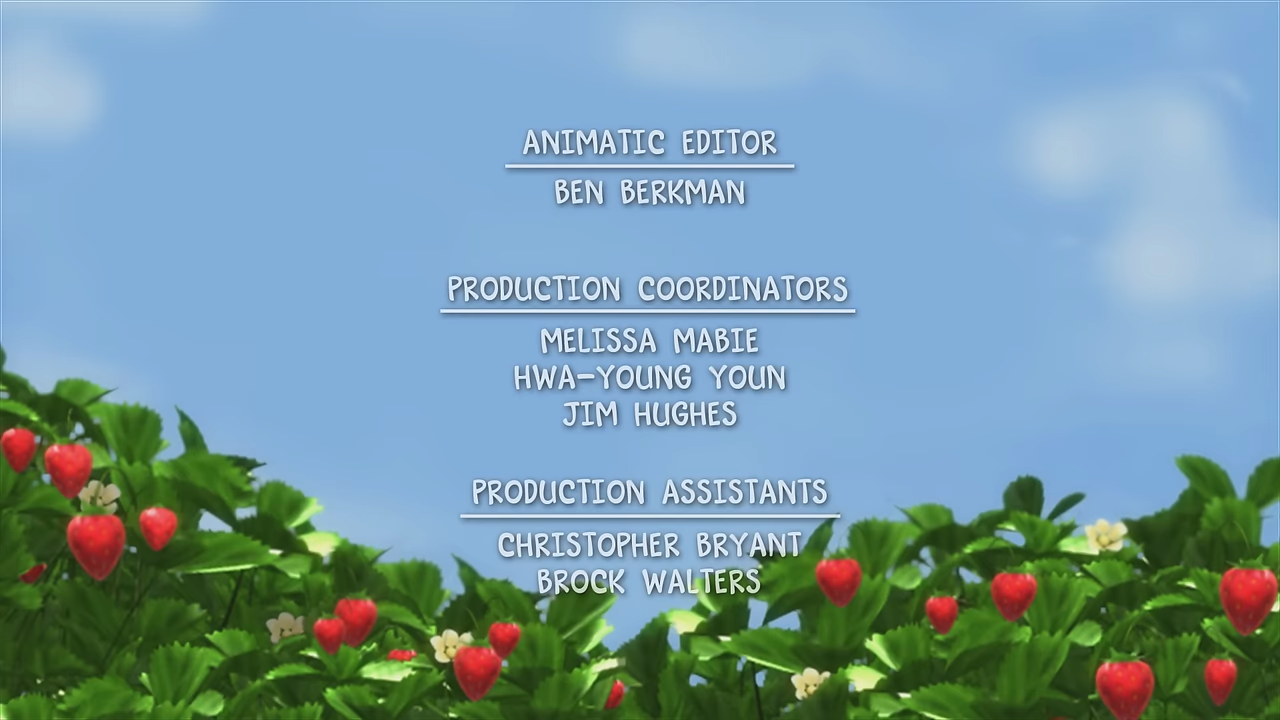 ANIMATIC EDITOR
BEN BERKMAN
PRODUCTION COORDINATORS
MELISSA MABIE
HWA-YOUNG YOUN
JIM HUGHES
PRODUCTION ASSISTANTS
CHRISTOPHER BRYANT
BROCK WALTERS